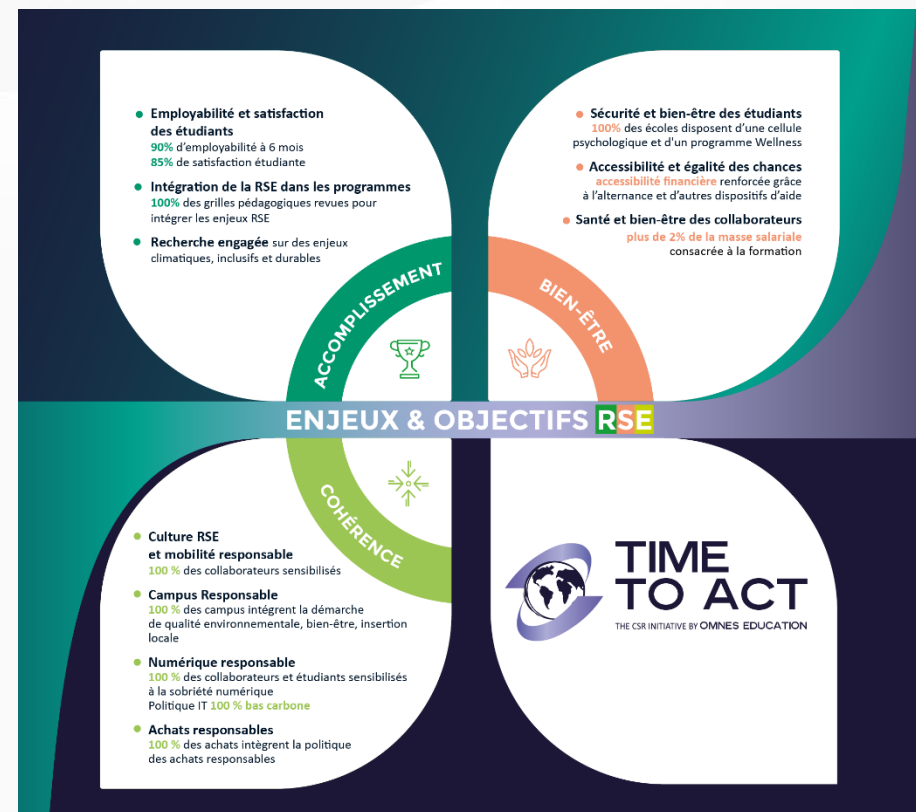 • Employabilité et satisfaction
des étudiants
90% d'employabilité à 6 mois
85% de satisfaction étudiante
• Intégration de la RSE dans les programmes
100% des grilles pédagogiques revues pour
intégrer les enjeux RSE
• Recherche engagée sur des enjeux
climatiques, inclusifs et durables
ACCOMPLISSEMENT
• Sécurité et bien-être des étudiants
100% des écoles disposent d'une cellule
psychologique et d'un programme Wellness
• Accessibilité et égalité des chances
accessibilité financière renforcée grâce
à l'alternance et d'autres dispositifs d'aide
• Santé et bien-être des collaborateurs
plus de 2% de la masse salariale
consacrée à la formation
BIEN-ÊTRE
ENJEUX & OBJECTIFS RSE
COHÉRENCE
• Culture RSE
et mobilité responsable
100 % des collaborateurs sensibilisés
• Campus Responsable
100 % des campus intégrent la démarche
de qualité environnementale, bien-être, insertion
locale
• Numérique responsable
100 % des collaborateurs et étudiants sensibilisés
à la sobriété numérique
Politique IT 100 % bas carbone
• Achats responsables
100 % des achats intègrent la politique
des achats responsables
TIME
TO ACT
THE CSR INITIATIVE BY OMNES EDUCATION